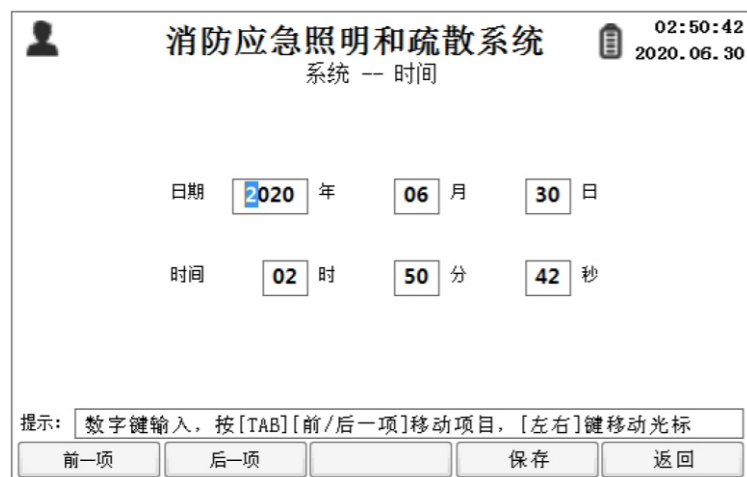 消防应急照明和疏散系统
02:50:42
2020.06.30
系统 -- 时间
日期 2020 年 06 月 30 日
时间 02 时 50 分 42 秒
提示: 数字键输入, 按[TAB][前/后一项]移动项目, [左右]键移动光标
前一项 后一项 保存 返回